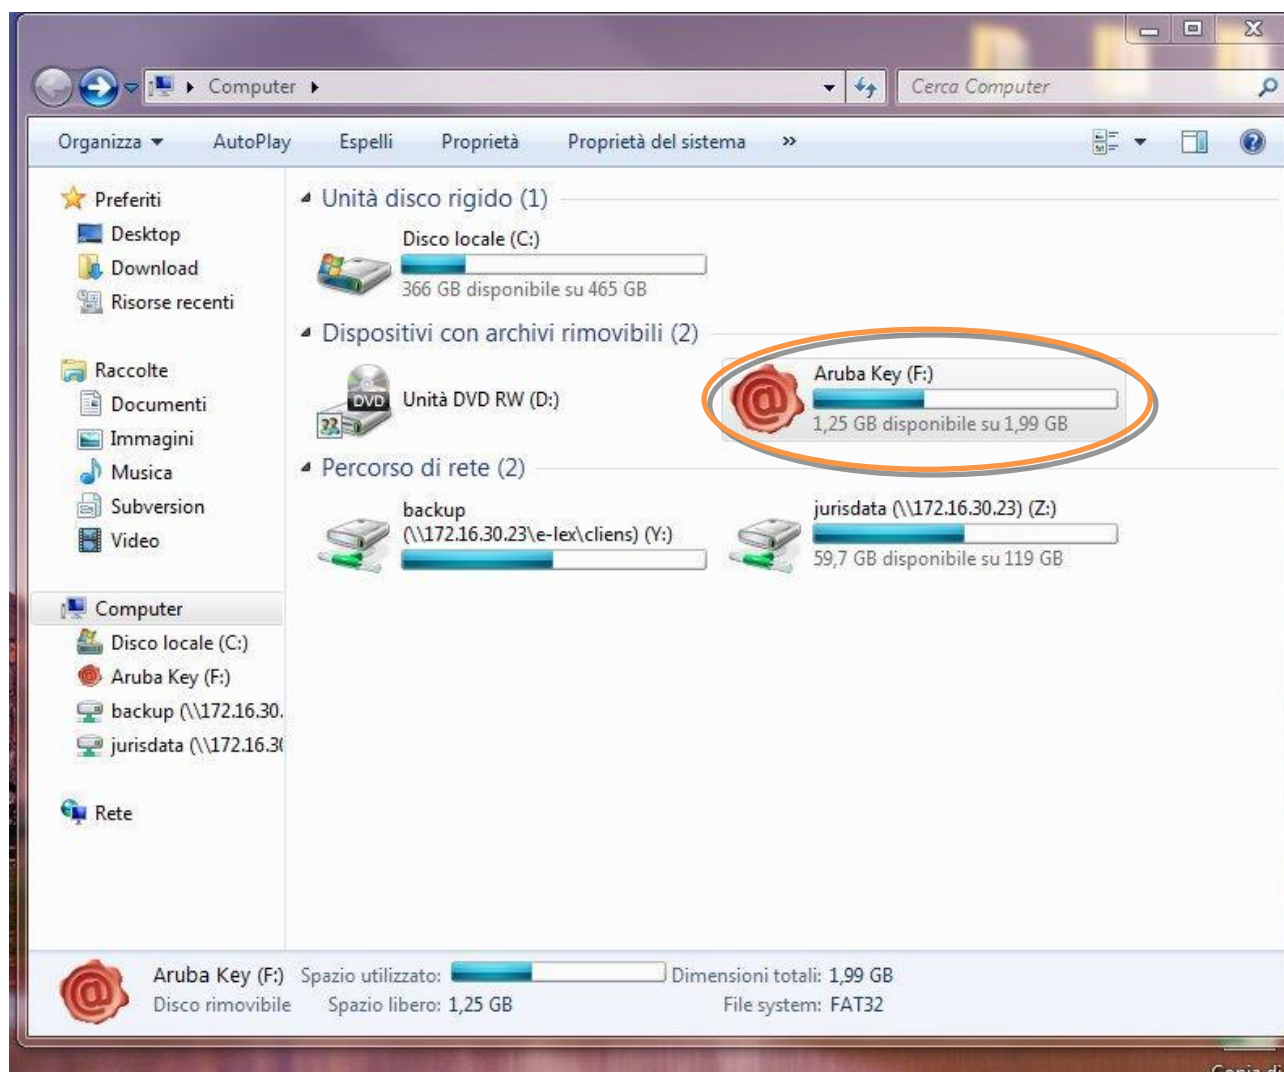 Computer
Cerca Computer
Organizza
AutoPlay
Espelli
Proprietà
Proprietà del sistema
»
Preferiti
Desktop
Download
Risorse recenti
Raccolte
Documenti
Immagini
Musica
Subversion
Video
Computer
Disco locale (C:)
Aruba Key (F:)
backup (\\172.16.30.
jurisdata (\\172.16.30
Rete
Unità disco rigido (1)
Disco locale (C:)
366 GB disponibile su 465 GB
Dispositivi con archivi rimovibili (2)
DVD
Unità DVD RW (D:)
@
Aruba Key (F:)
1,25 GB disponibile su 1,99 GB
Percorso di rete (2)
backup
(\\172.16.30.23\e-lex\cliens) (Y:)
jurisdata (\\172.16.30.23) (Z:)
59,7 GB disponibile su 119 GB
@
Aruba Key (F:)
Disco rimovibile
Spazio utilizzato:
Spazio libero: 1,25 GB
Dimensioni totali: 1,99 GB
File system: FAT32